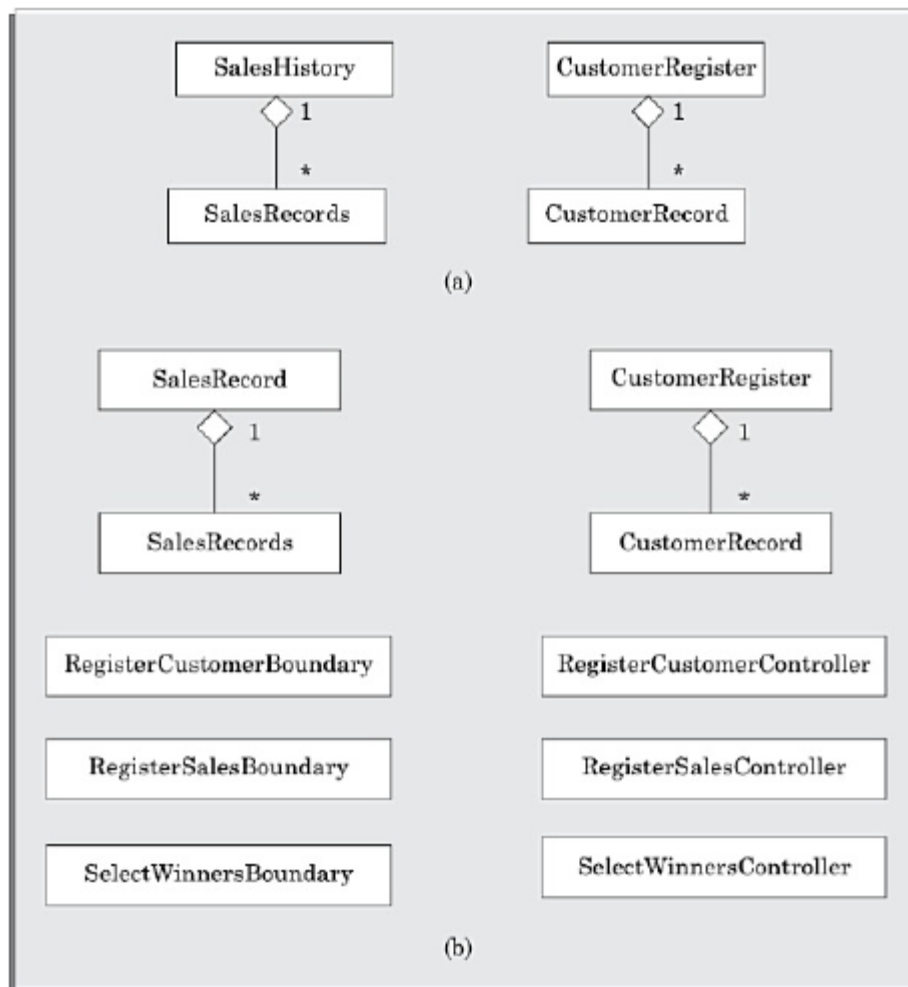 SalesHistory CustomerRegister
1 1
* *
SalesRecords CustomerRecord
(a)
SalesRecord CustomerRegister
1 1
* *
SalesRecords CustomerRecord
RegisterCustomerBoundary RegisterCustomerController
RegisterSalesBoundary RegisterSalesController
SelectWinnersBoundary SelectWinnersController
(b)